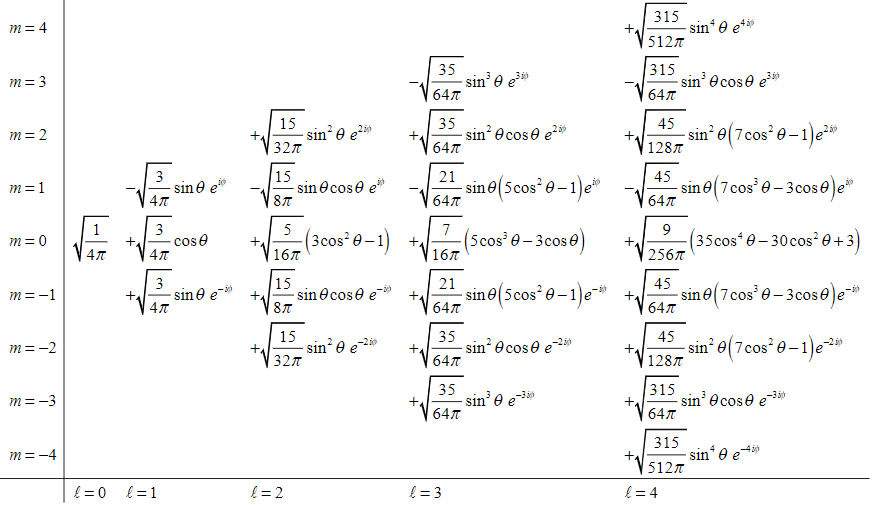 m = 4 +√(315/512π) sin⁴ θ e^{4iφ}
m = 3 −√(35/64π) sin³ θ e^{3iφ} −√(315/64π) sin³ θ cos θ e^{3iφ}
m = 2 +√(15/32π) sin² θ e^{2iφ} +√(35/64π) sin² θ cos θ e^{2iφ} +√(45/128π) sin² θ (7cos² θ − 1) e^{2iφ}
m = 1 −√(3/4π) sin θ e^{iφ} −√(15/8π) sin θ cos θ e^{iφ} −√(21/64π) sin θ (5cos² θ − 1) e^{iφ} −√(45/64π) sin θ (7cos³ θ − 3cos θ) e^{iφ}
m = 0 √(1/4π) +√(3/4π) cos θ +√(5/16π) (3cos² θ − 1) +√(7/16π) (5cos³ θ − 3cos θ) +√(9/256π) (35cos⁴ θ − 30cos² θ + 3)
m = −1 +√(3/4π) sin θ e^{−iφ} +√(15/8π) sin θ cos θ e^{−iφ} +√(21/64π) sin θ (5cos² θ − 1) e^{−iφ} +√(45/64π) sin θ (7cos³ θ − 3cos θ) e^{−iφ}
m = −2 +√(15/32π) sin² θ e^{−2iφ} +√(35/64π) sin² θ cos θ e^{−2iφ} +√(45/128π) sin² θ (7cos² θ − 1) e^{−2iφ}
m = −3 +√(35/64π) sin³ θ e^{−3iφ} +√(315/64π) sin³ θ cos θ e^{−3iφ}
m = −4 +√(315/512π) sin⁴ θ e^{−4iφ}
ℓ = 0 ℓ = 1 ℓ = 2 ℓ = 3 ℓ = 4